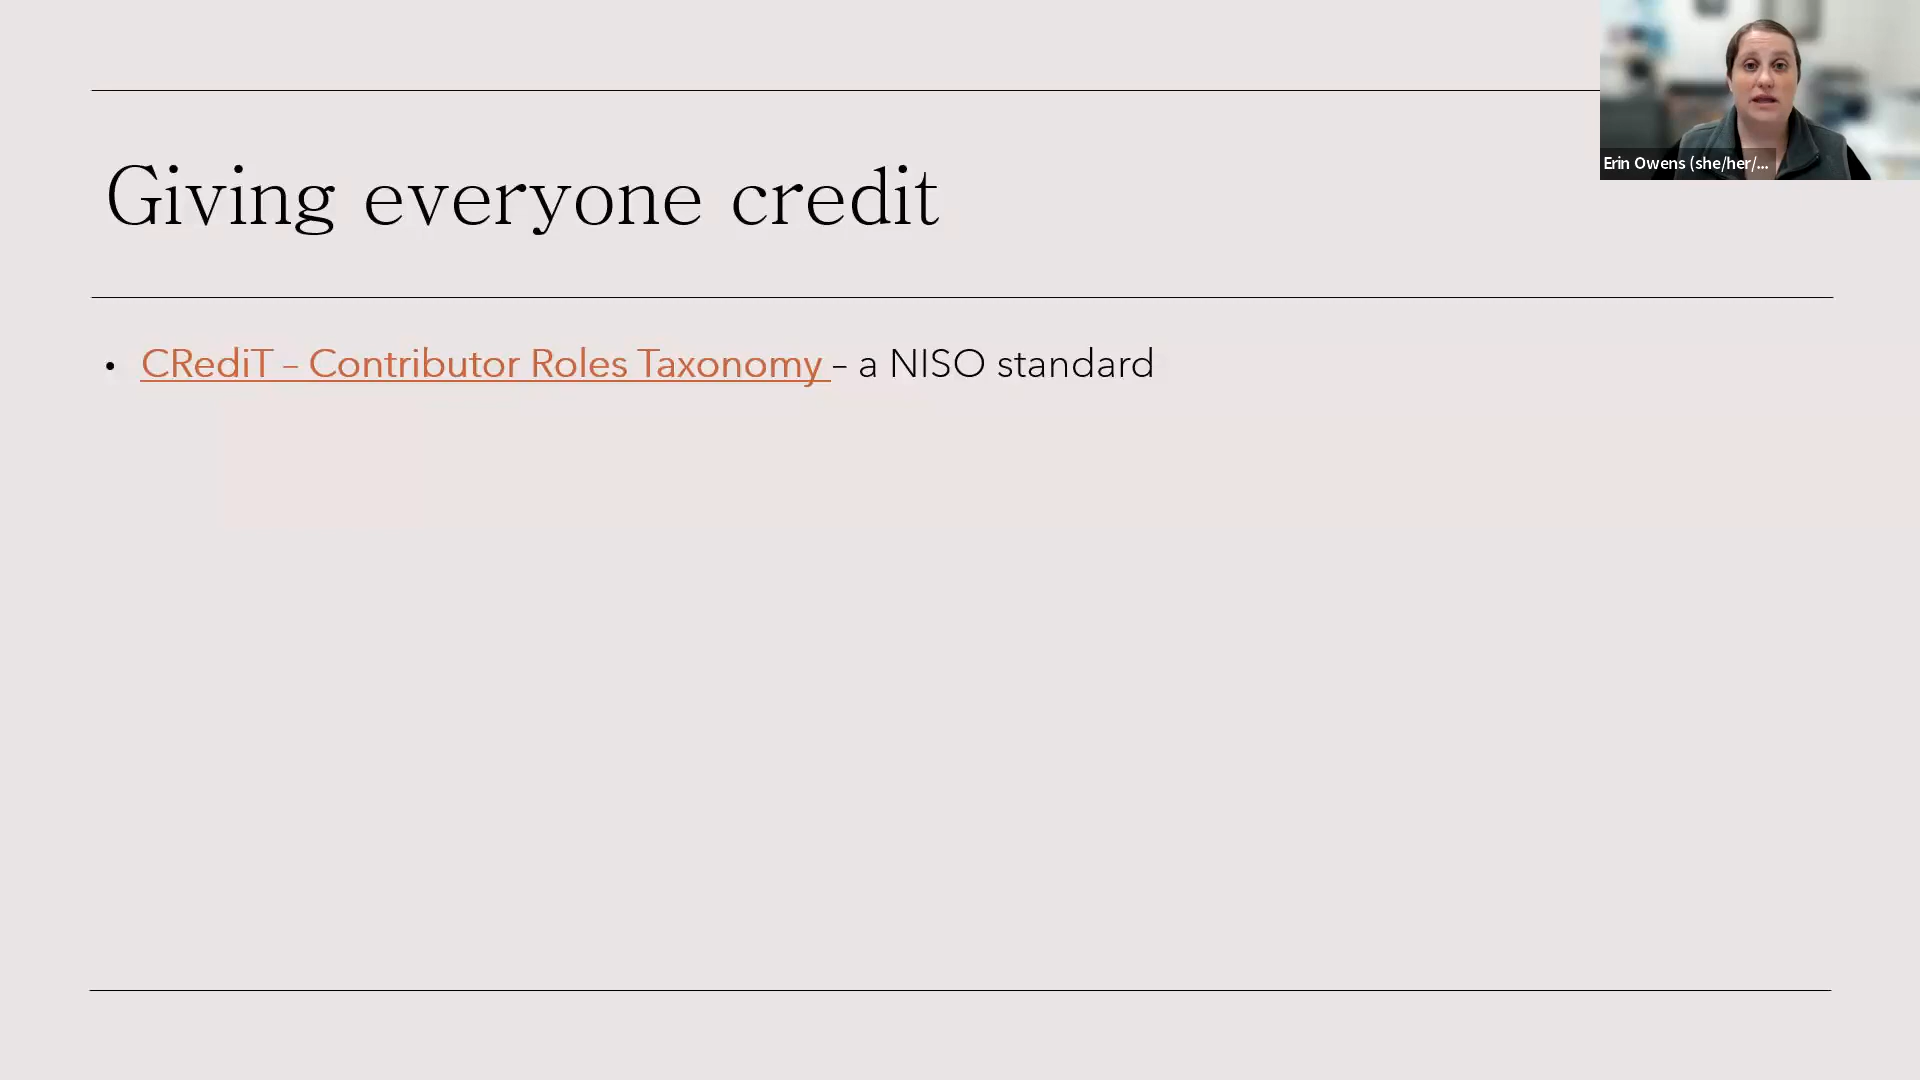 Giving everyone credit
• CRediT – Contributor Roles Taxonomy – a NISO standard
Erin Owens (she/her/...